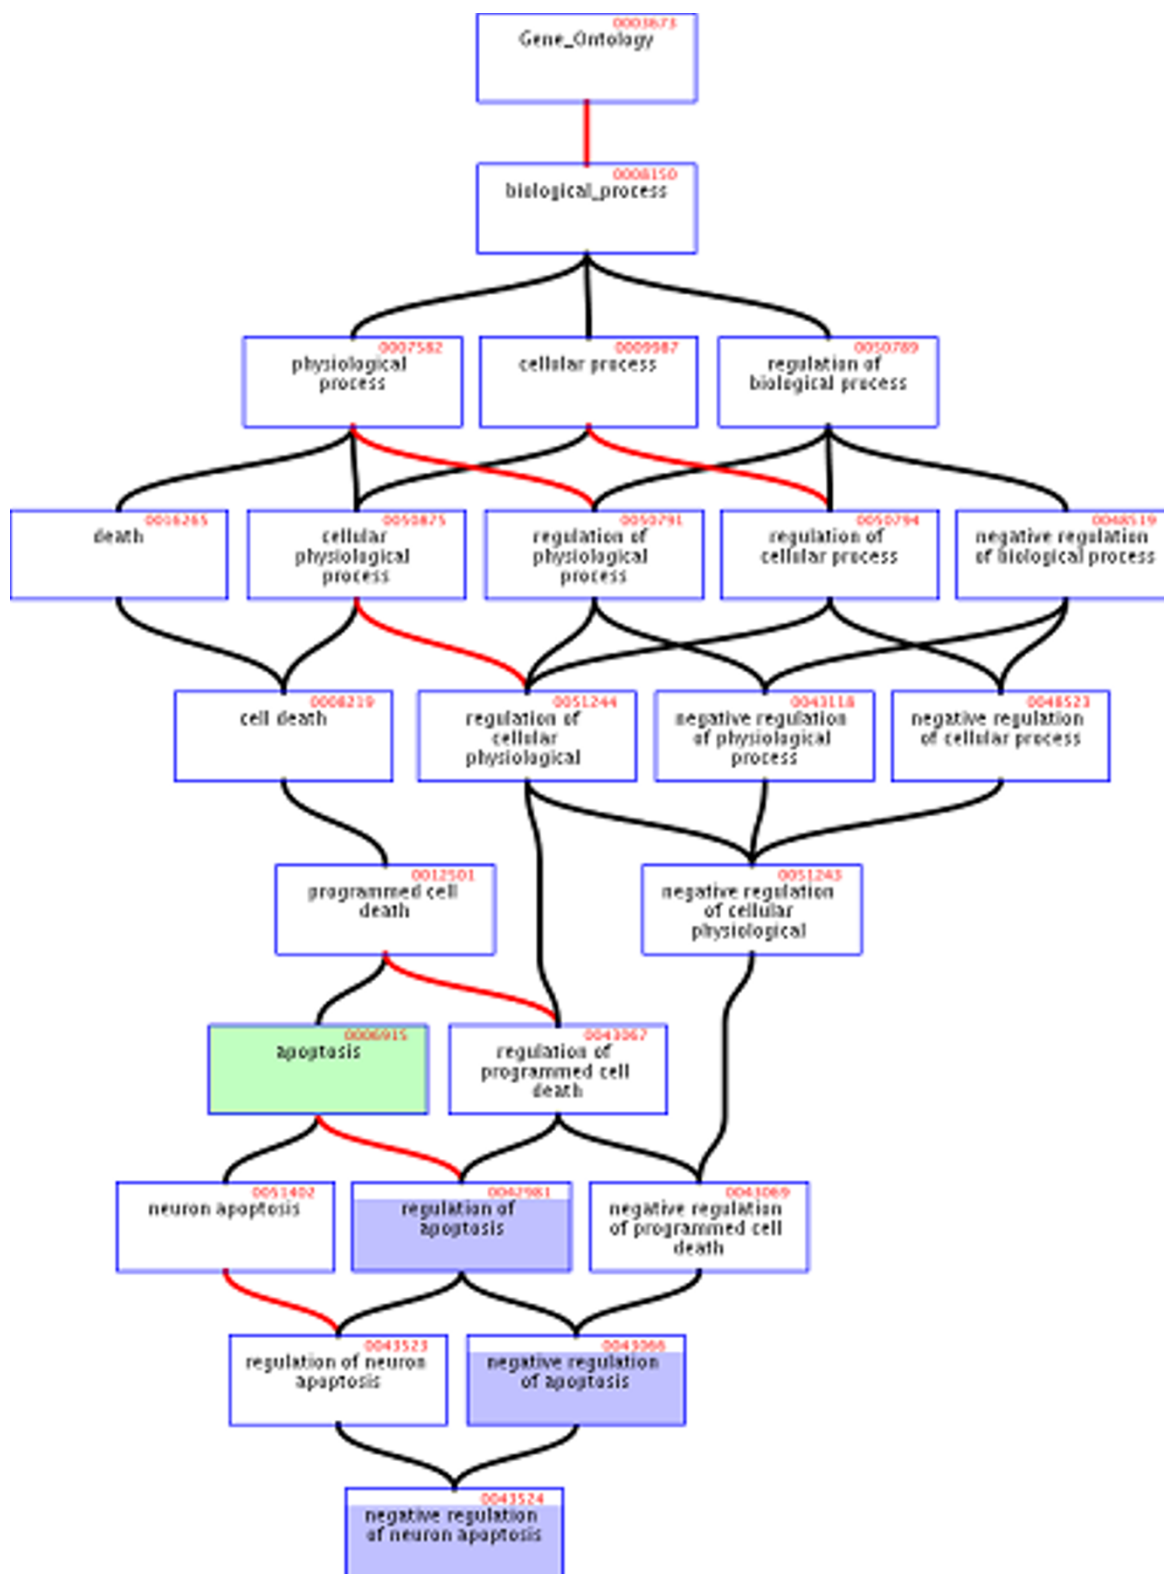 0003673
Gene_Ontology
0008150
biological_process
0007582
physiological
process
0009987
cellular process
0050789
regulation of
biological process
0016265
death
0050875
cellular
physiological
process
0050791
regulation of
physiological
process
0050794
regulation of
cellular process
0048519
negative regulation
of biological process
0008219
cell death
0051244
regulation of
cellular
physiological
0043118
negative regulation
of physiological
process
0048523
negative regulation
of cellular process
0012501
programmed cell
death
0051243
negative regulation
of cellular
physiological
0006915
apoptosis
0043067
regulation of
programmed cell
death
0051402
neuron apoptosis
0042981
regulation of
apoptosis
0043069
negative regulation
of programmed cell
death
0043523
regulation of neuron
apoptosis
0043066
negative regulation
of apoptosis
0043524
negative regulation
of neuron apoptosis